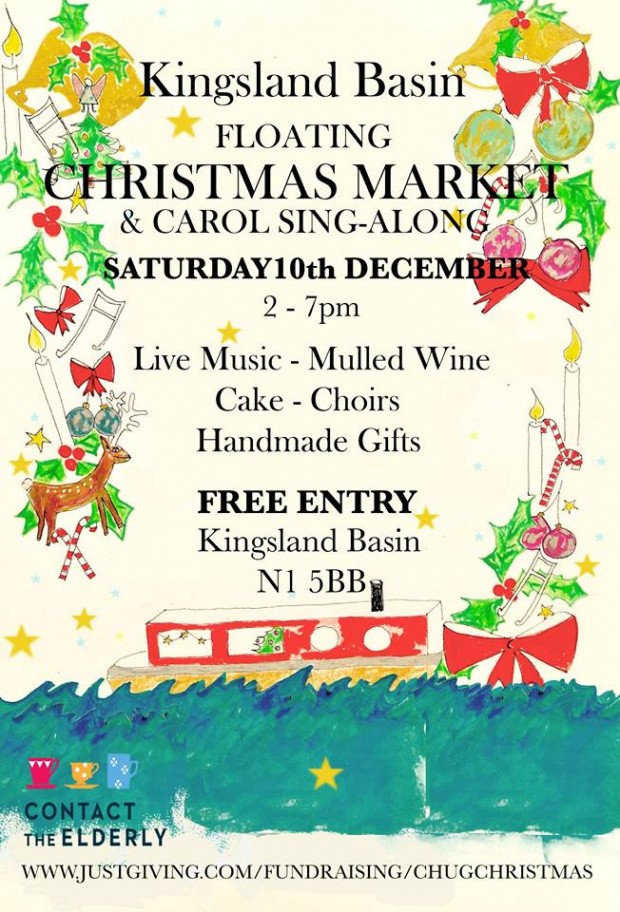 Kingsland Basin
FLOATING
CHRISTMAS MARKET
& CAROL SING-ALONG
SATURDAY10th DECEMBER
2 - 7pm
Live Music - Mulled Wine
Cake - Choirs
Handmade Gifts
FREE ENTRY
Kingsland Basin
N1 5BB
CONTACT
THE ELDERLY
WWW.JUSTGIVING.COM/FUNDRAISING/CHUGCHRISTMAS